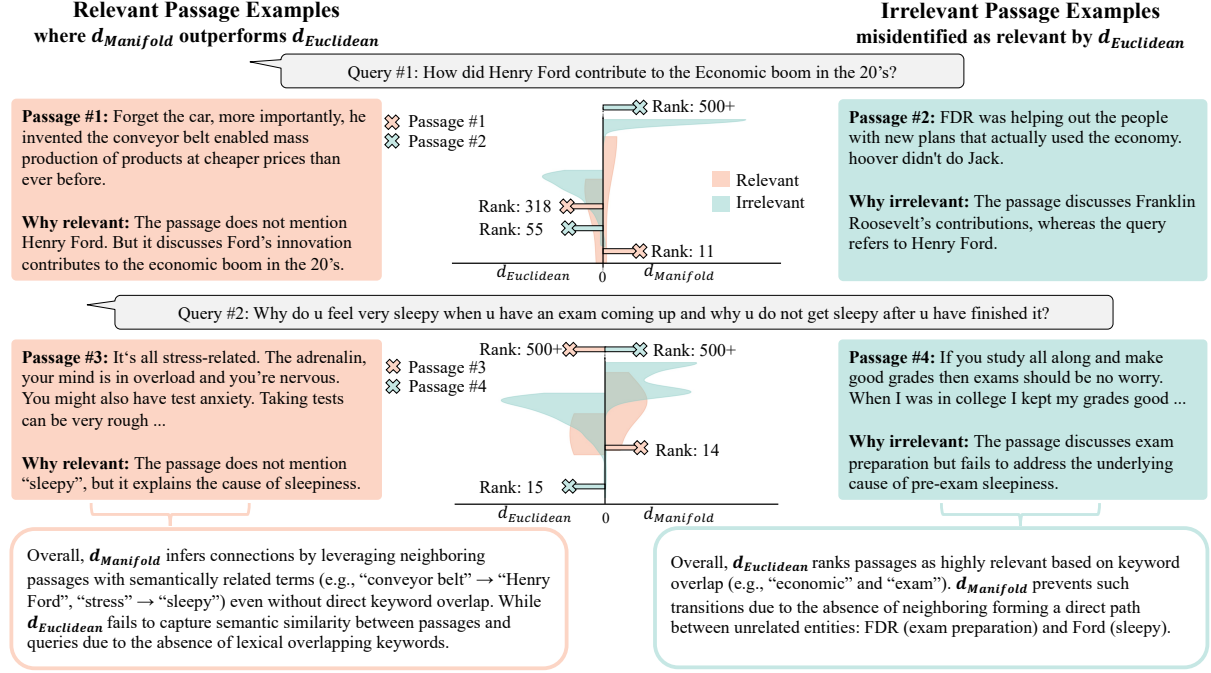 Relevant Passage Examples
where d_Manifold outperforms d_Euclidean
Irrelevant Passage Examples
misidentified as relevant by d_Euclidean
Query #1: How did Henry Ford contribute to the Economic boom in the 20's?
Passage #1: Forget the car, more importantly, he
invented the conveyor belt enabled mass
production of products at cheaper prices than
ever before.
Why relevant: The passage does not mention
Henry Ford. But it discusses Ford's innovation
contributes to the economic boom in the 20's.
Passage #1
Passage #2
Rank: 500+
Relevant
Irrelevant
Rank: 318
Rank: 55
Rank: 11
d_Euclidean
0
d_Manifold
Passage #2: FDR was helping out the people
with new plans that actually used the economy.
hoover didn't do Jack.
Why irrelevant: The passage discusses Franklin
Roosevelt's contributions, whereas the query
refers to Henry Ford.
Query #2: Why do u feel very sleepy when u have an exam coming up and why u do not get sleepy after u have finished it?
Passage #3: It's all stress-related. The adrenalin,
your mind is in overload and you're nervous.
You might also have test anxiety. Taking tests
can be very rough ...
Why relevant: The passage does not mention
"sleepy", but it explains the cause of sleepiness.
Passage #3
Passage #4
Rank: 500+
Rank: 500+
Rank: 14
Rank: 15
d_Euclidean
0
d_Manifold
Passage #4: If you study all along and make
good grades then exams should be no worry.
When I was in college I kept my grades good ...
Why irrelevant: The passage discusses exam
preparation but fails to address the underlying
cause of pre-exam sleepiness.
Overall, d_Manifold infers connections by leveraging neighboring
passages with semantically related terms (e.g., "conveyor belt" → "Henry
Ford", "stress" → "sleepy") even without direct keyword overlap. While
d_Euclidean fails to capture semantic similarity between passages and
queries due to the absence of lexical overlapping keywords.
Overall, d_Euclidean ranks passages as highly relevant based on keyword
overlap (e.g., "economic" and "exam"). d_Manifold prevents such
transitions due to the absence of neighboring forming a direct path
between unrelated entities: FDR (exam preparation) and Ford (sleepy).